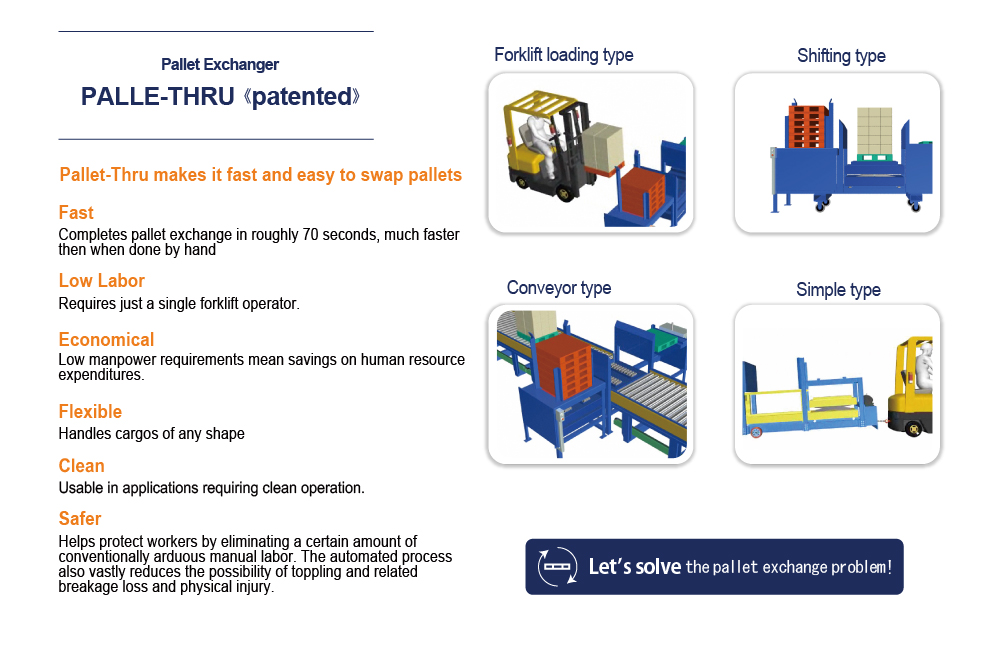 Pallet Exchanger
PALLE-THRU《patented》
Pallet-Thru makes it fast and easy to swap pallets
Fast
Completes pallet exchange in roughly 70 seconds, much faster
then when done by hand
Low Labor
Requires just a single forklift operator.
Economical
Low manpower requirements mean savings on human resource
expenditures.
Flexible
Handles cargos of any shape
Clean
Usable in applications requiring clean operation.
Safer
Helps protect workers by eliminating a certain amount of
conventionally arduous manual labor. The automated process
also vastly reduces the possibility of toppling and related
breakage loss and physical injury.
Forklift loading type
Shifting type
Conveyor type
Simple type
Let's solve the pallet exchange problem!